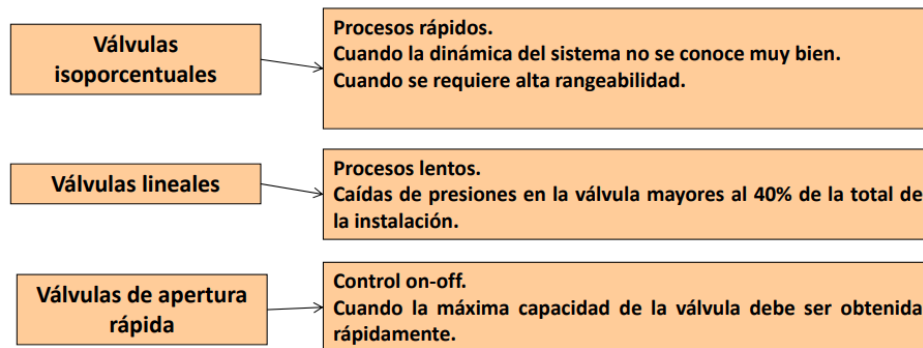 Válvulas
isoporcentuales
Procesos rápidos.
Cuando la dinámica del sistema no se conoce muy bien.
Cuando se requiere alta rangeabilidad.
Válvulas lineales
Procesos lentos.
Caídas de presiones en la válvula mayores al 40% de la total de
la instalación.
Válvulas de apertura
rápida
Control on-off.
Cuando la máxima capacidad de la válvula debe ser obtenida
rápidamente.